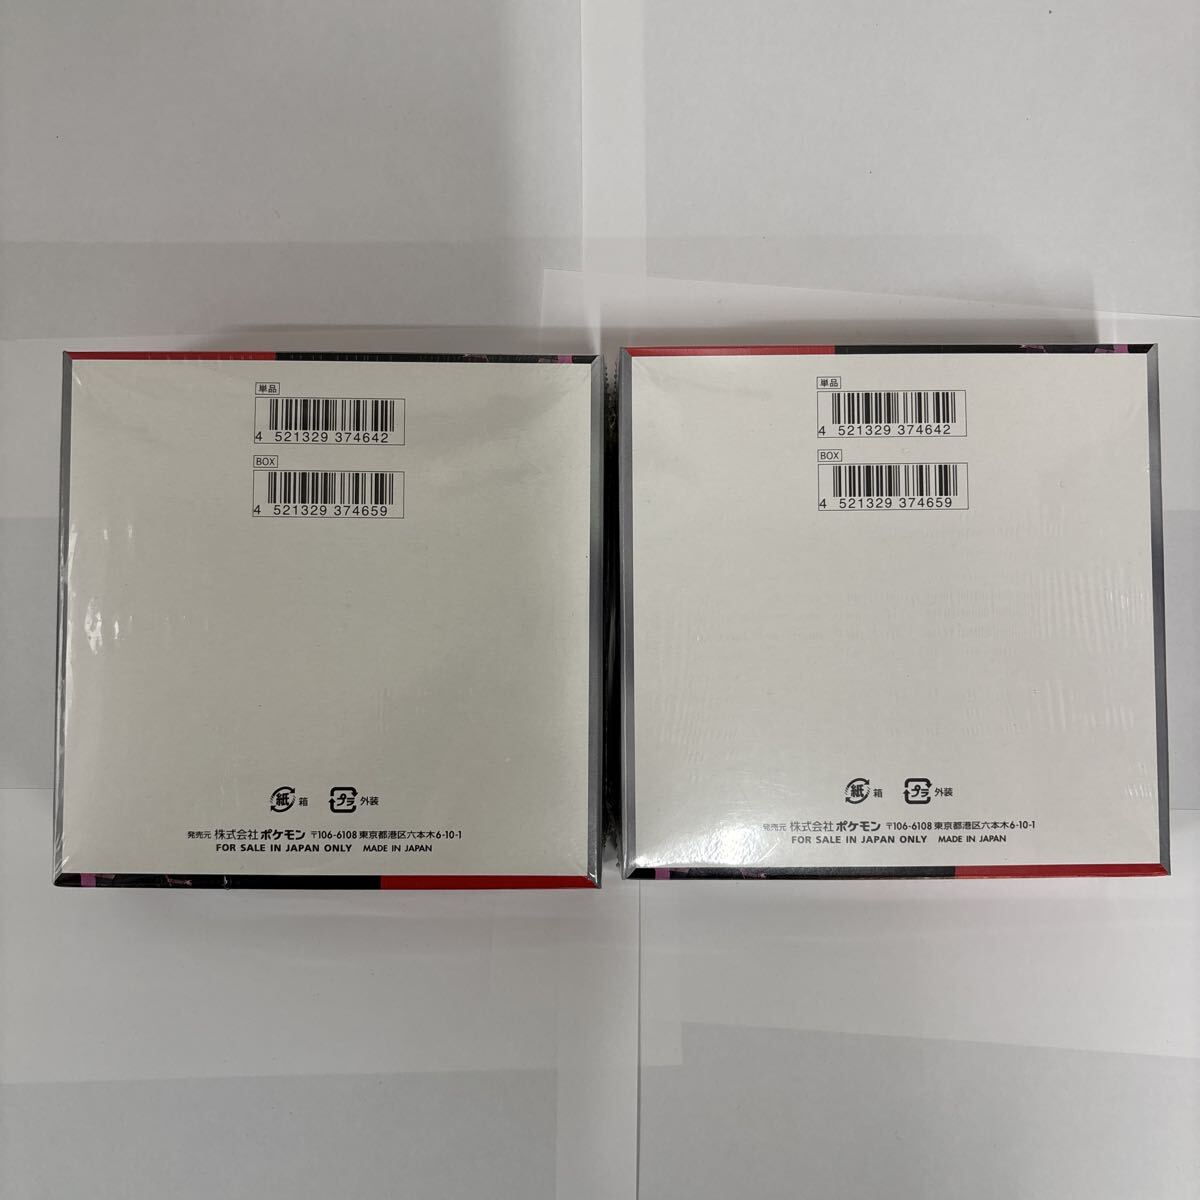 単品
4 521329 374642
BOX
4 521329 374659
紙 箱 プラ 外装
発売元 株式会社 ポケモン 〒106-6108 東京都港区六本木6-10-1
FOR SALE IN JAPAN ONLY MADE IN JAPAN
単品
4 521329 374642
BOX
4 521329 374659
紙 箱 プラ 外装
発売元 株式会社 ポケモン 〒106-6108 東京都港区六本木6-10-1
FOR SALE IN JAPAN ONLY MADE IN JAPAN